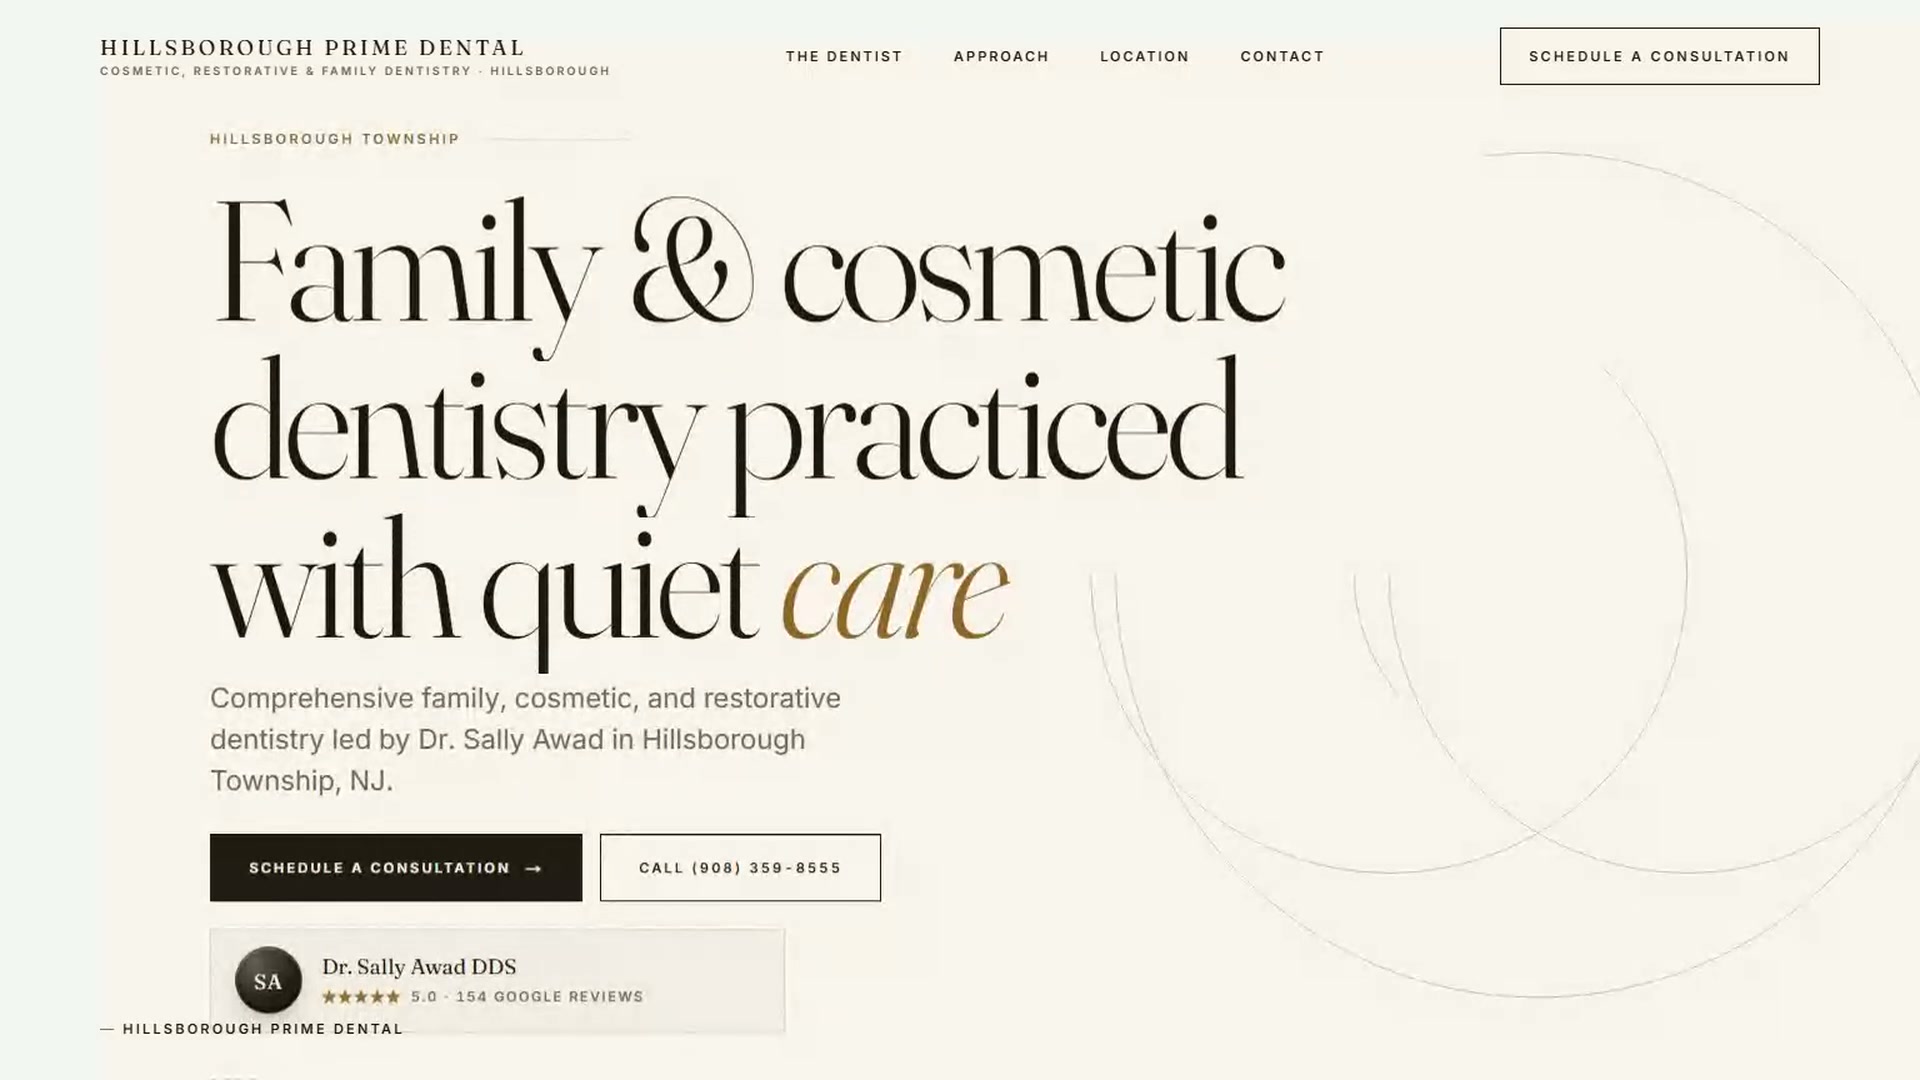 HILLSBOROUGH PRIME DENTAL
COSMETIC, RESTORATIVE & FAMILY DENTISTRY · HILLSBOROUGH
THE DENTIST
APPROACH
LOCATION
CONTACT
SCHEDULE A CONSULTATION
HILLSBOROUGH TOWNSHIP
Family & cosmetic
dentistry practiced
with quiet care
Comprehensive family, cosmetic, and restorative
dentistry led by Dr. Sally Awad in Hillsborough
Township, NJ.
SCHEDULE A CONSULTATION →
CALL (908) 359-8555
SA
Dr. Sally Awad DDS
★★★★★ 5.0 · 154 GOOGLE REVIEWS
— HILLSBOROUGH PRIME DENTAL